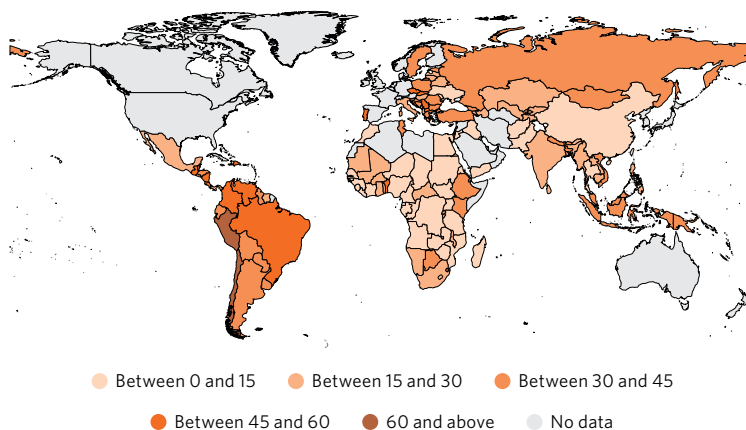 Between 0 and 15 Between 15 and 30 Between 30 and 45
Between 45 and 60 60 and above No data